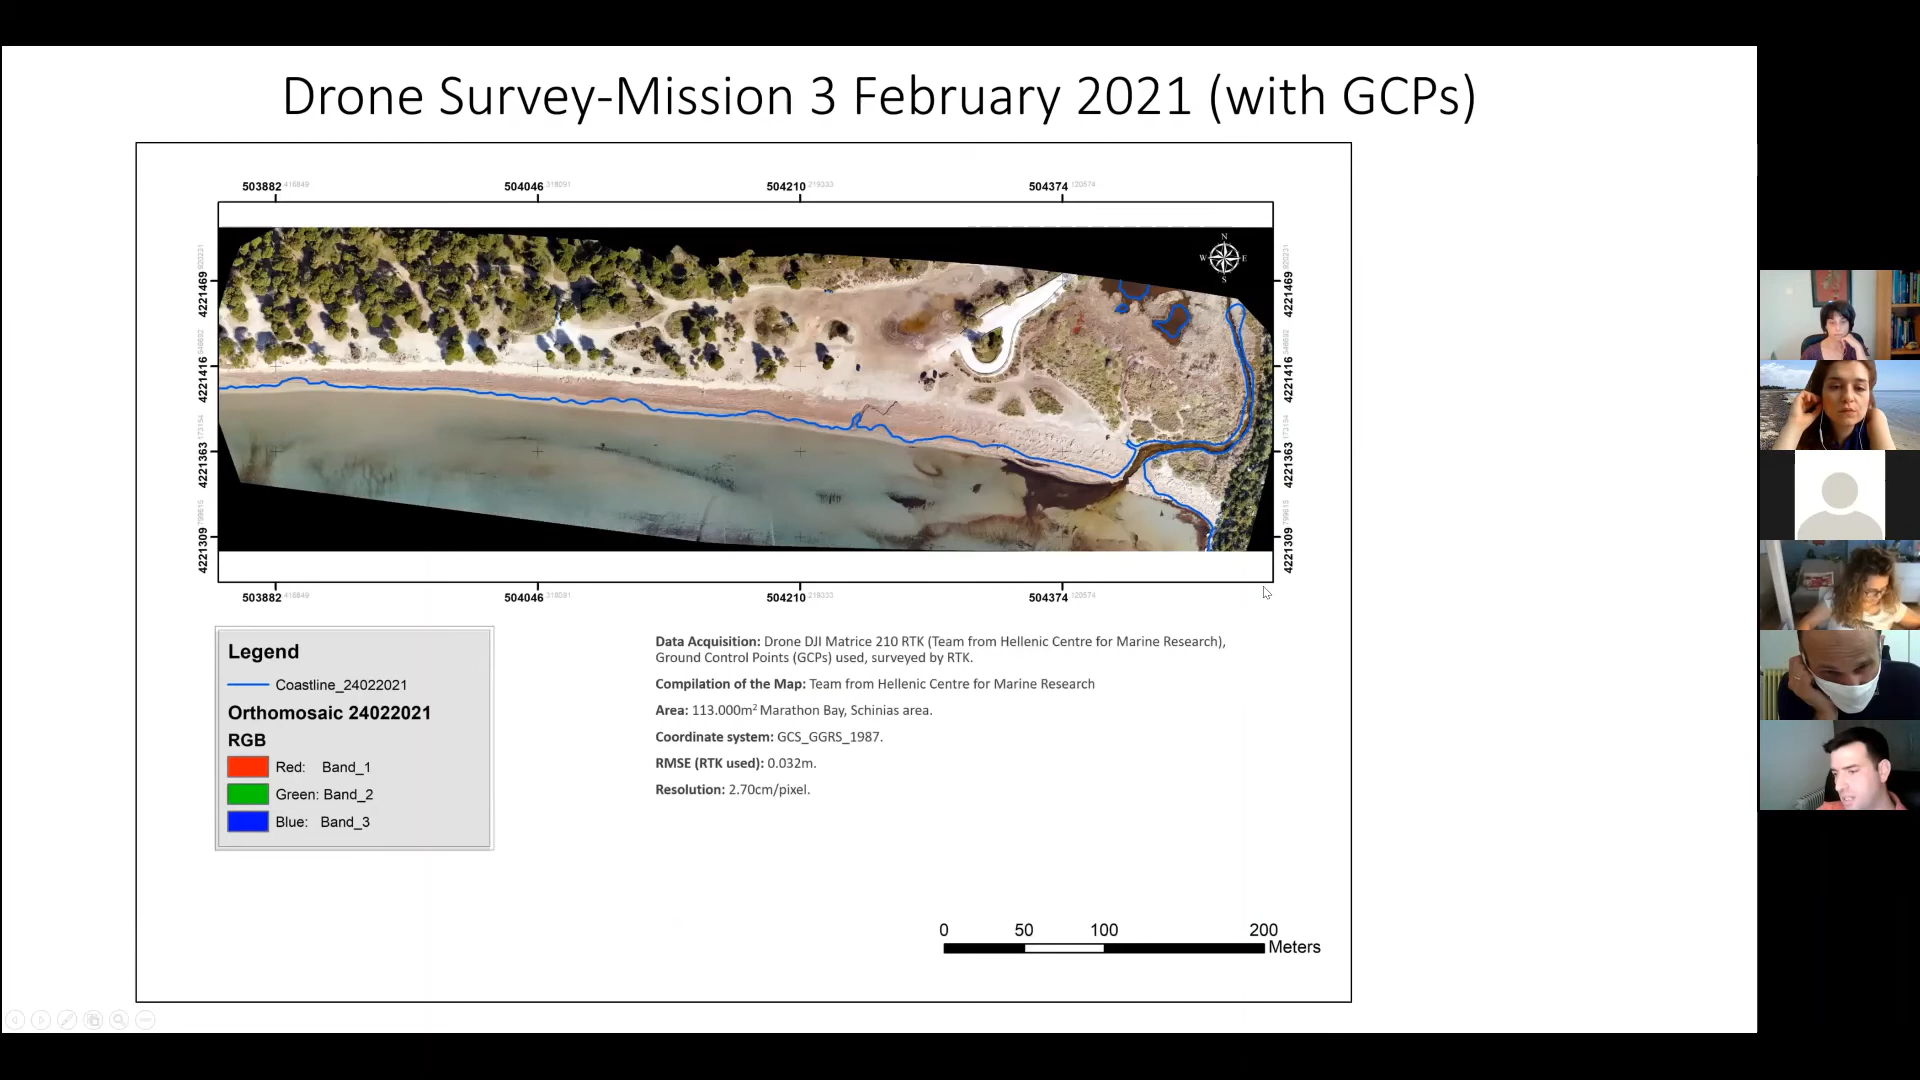 Drone Survey-Mission 3 February 2021 (with GCPs)
503882 504046 504210 504374
N
W E
S
4221469 4221469
4221416 4221416
4221363 4221363
4221309 4221309
503882 504046 504210 504374
Legend
Coastline_24022021
Orthomosaic 24022021
RGB
Red: Band_1
Green: Band_2
Blue: Band_3
Data Acquisition: Drone DJI Matrice 210 RTK (Team from Hellenic Centre for Marine Research),
Ground Control Points (GCPs) used, surveyed by RTK.
Compilation of the Map: Team from Hellenic Centre for Marine Research
Area: 113.000m² Marathon Bay, Schinias area.
Coordinate system: GCS_GGRS_1987.
RMSE (RTK used): 0.032m.
Resolution: 2.70cm/pixel.
0 50 100 200
Meters